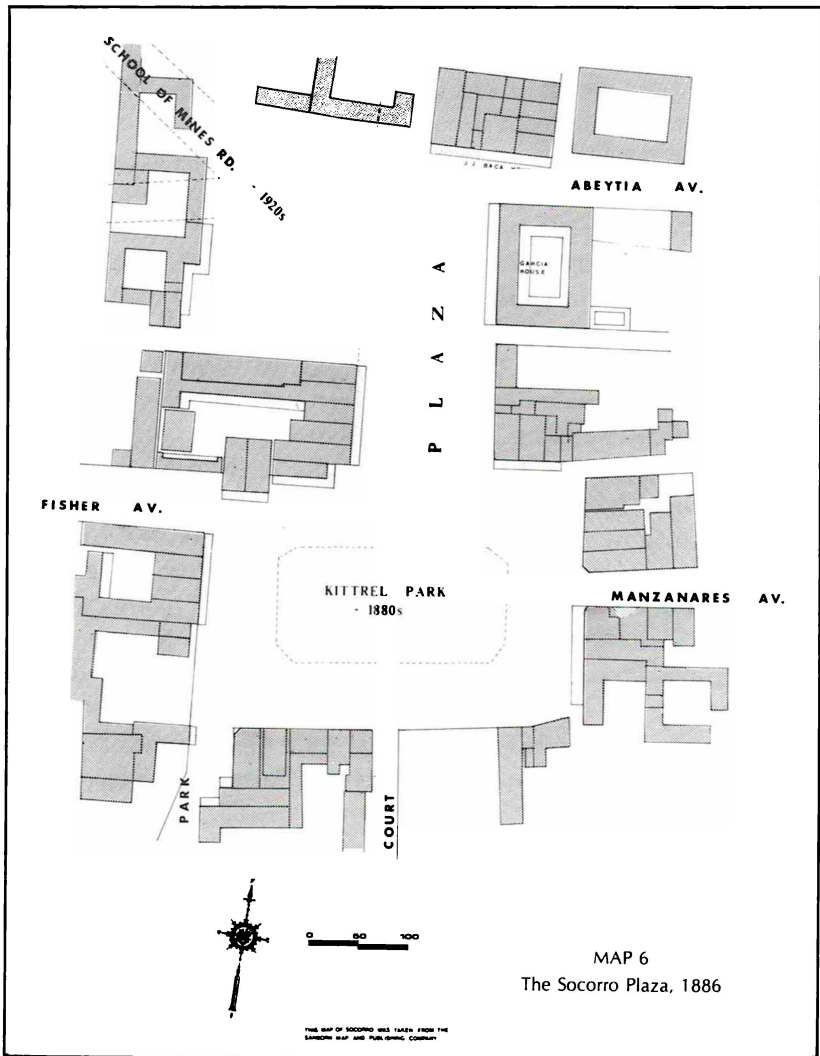 SCHOOL OF MINES RD.
- 1920s
J.J. BACA
ABEYTIA AV.
GARCIA
HOUSE
PLAZA
FISHER AV.
KITTREL PARK
- 1880s
MANZANARES AV.
PARK
COURT
0 50 100
MAP 6
The Socorro Plaza, 1886
THIS MAP OF SOCORRO WAS TAKEN FROM THE
SANBORN MAP AND PUBLISHING COMPANY